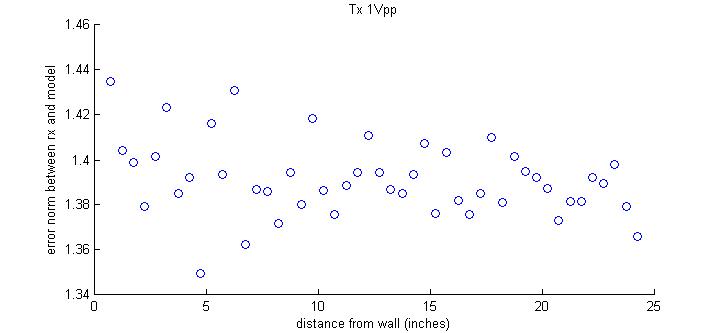 Tx 1Vpp
1.46
1.44
1.42
1.4
1.38
1.36
1.34
error norm between rx and model
0 5 10 15 20 25
distance from wall (inches)